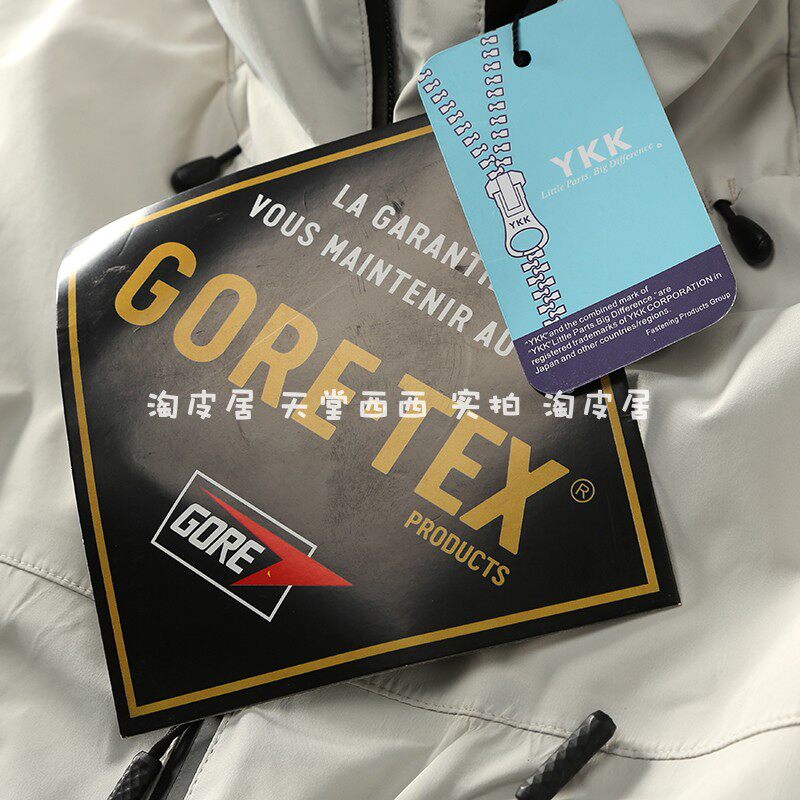 LA GARANTI
VOUS MAINTENIR AU
GORE-TEX®
PRODUCTS
GORE
YKK
Little Parts. Big Difference.®
YKK
"YKK" and the combined mark of
"YKK" Little Parts. Big Difference." are
registered trademarks of YKK CORPORATION in
Japan and other countries/regions.
Fastening Products Group
淘皮居 天堂西西 实拍 淘皮居